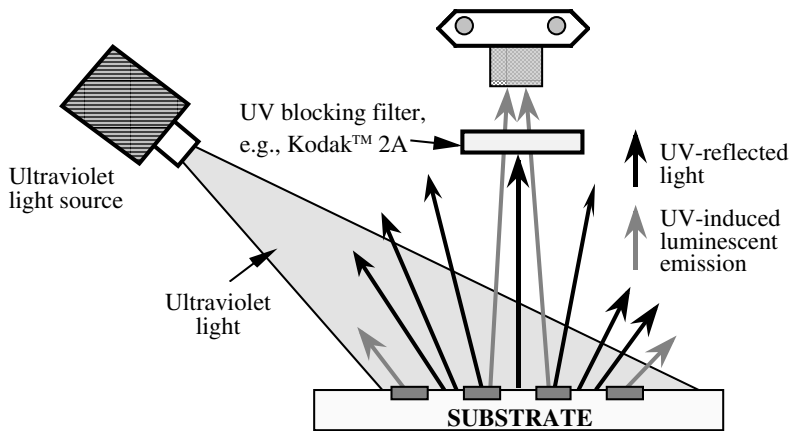 UV blocking filter,
e.g., Kodak™ 2A
Ultraviolet
light source
UV-reflected
light
UV-induced
luminescent
emission
Ultraviolet
light
SUBSTRATE